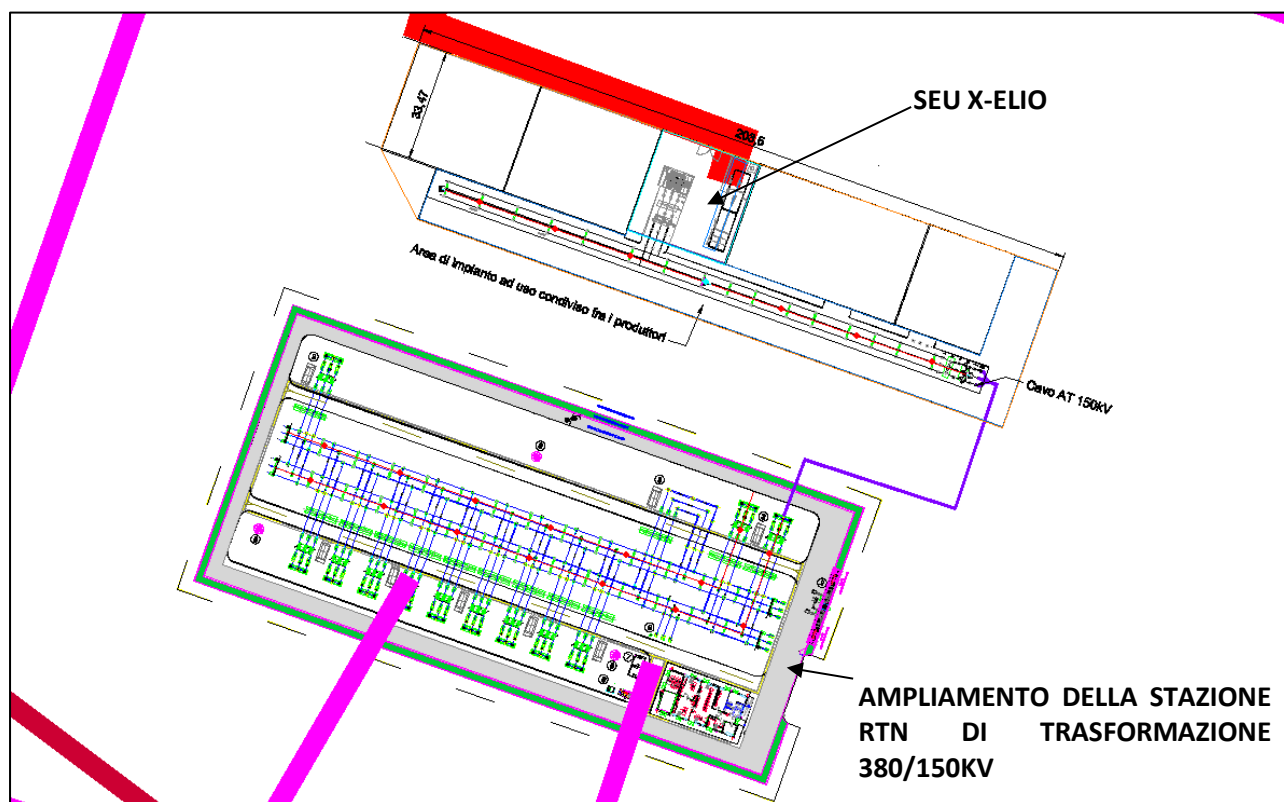 SEU X-ELIO
203,6
33,47
Area di impianto ad uso condiviso fra i produttori
Cavo AT 150kV
AMPLIAMENTO DELLA STAZIONE
RTN DI TRASFORMAZIONE
380/150KV